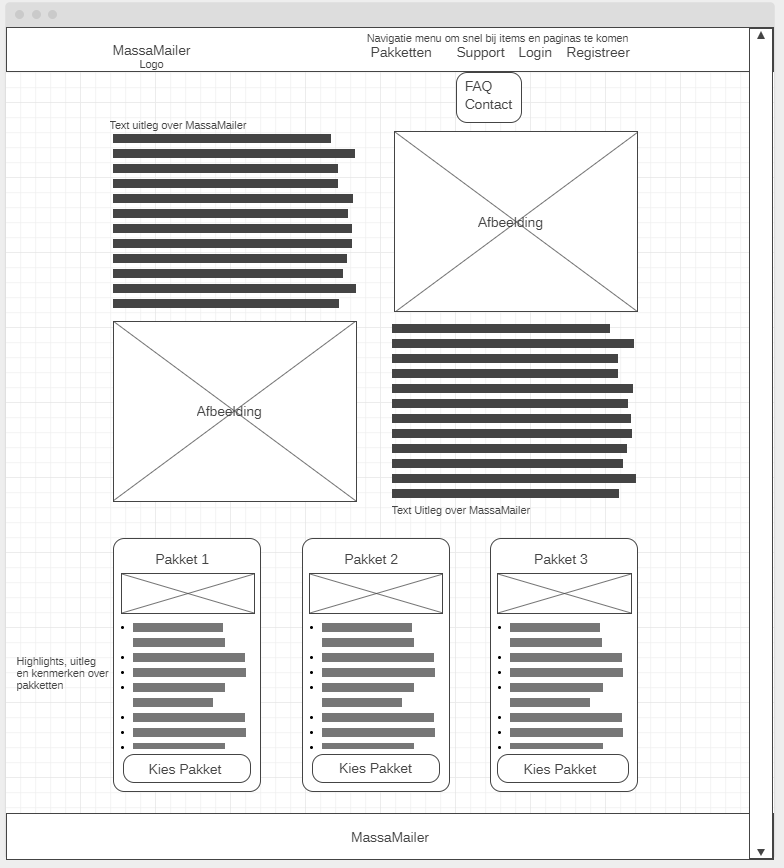 Navigatie menu om snel bij items en paginas te komen
MassaMailer
Logo
Pakketten Support Login Registreer
FAQ
Contact
Text uitleg over MassaMailer
Afbeelding
Afbeelding
Text Uitleg over MassaMailer
Pakket 1
Pakket 2
Pakket 3
Highlights, uitleg
en kenmerken over
pakketten
Kies Pakket
Kies Pakket
Kies Pakket
MassaMailer